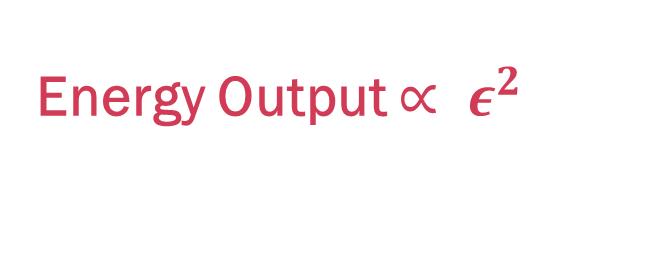 Energy Output ∝ ϵ²